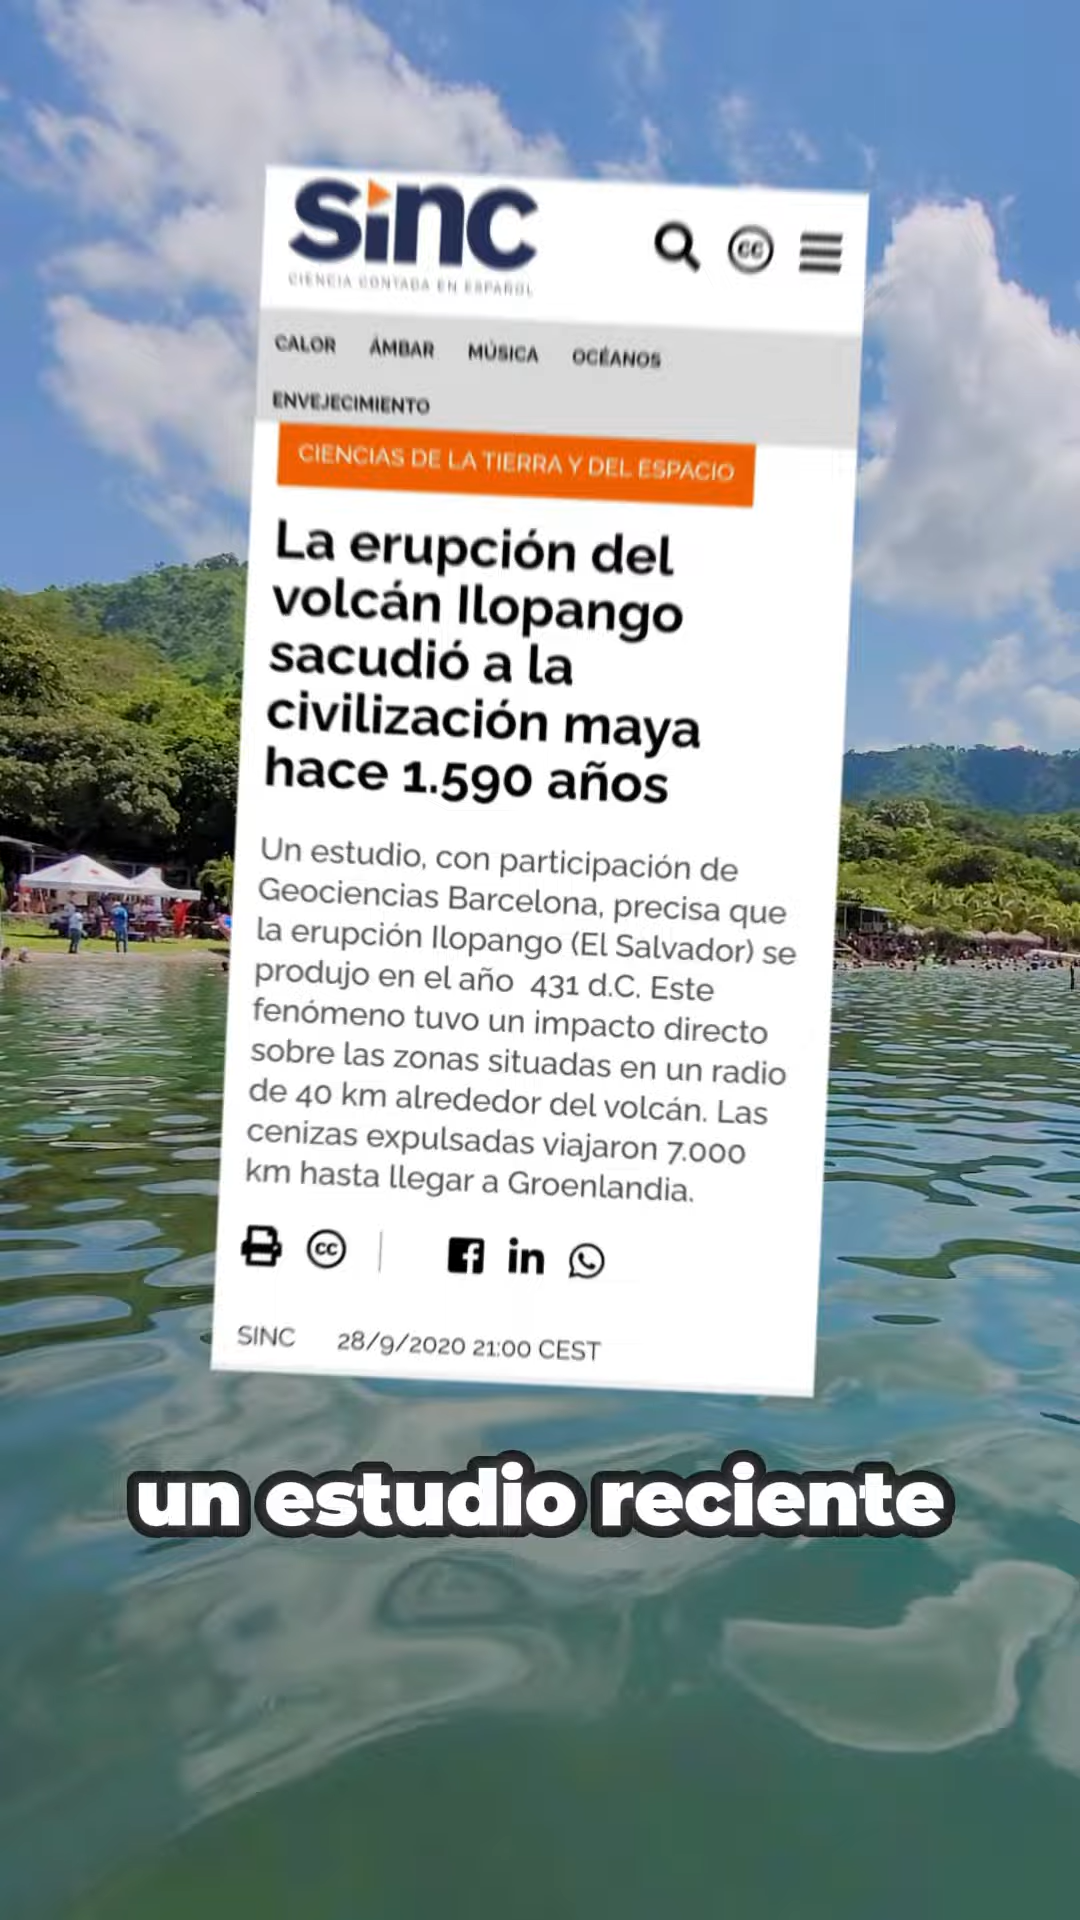 sinc
CIENCIA CONTADA EN ESPAÑOL
CALOR ÁMBAR MÚSICA OCÉANOS
ENVEJECIMIENTO
CIENCIAS DE LA TIERRA Y DEL ESPACIO
La erupción del
volcán Ilopango
sacudió a la
civilización maya
hace 1.590 años
Un estudio, con participación de
Geociencias Barcelona, precisa que
la erupción Ilopango (El Salvador) se
produjo en el año 431 d.C. Este
fenómeno tuvo un impacto directo
sobre las zonas situadas en un radio
de 40 km alrededor del volcán. Las
cenizas expulsadas viajaron 7.000
km hasta llegar a Groenlandia.
SINC 28/9/2020 21:00 CEST
un estudio reciente